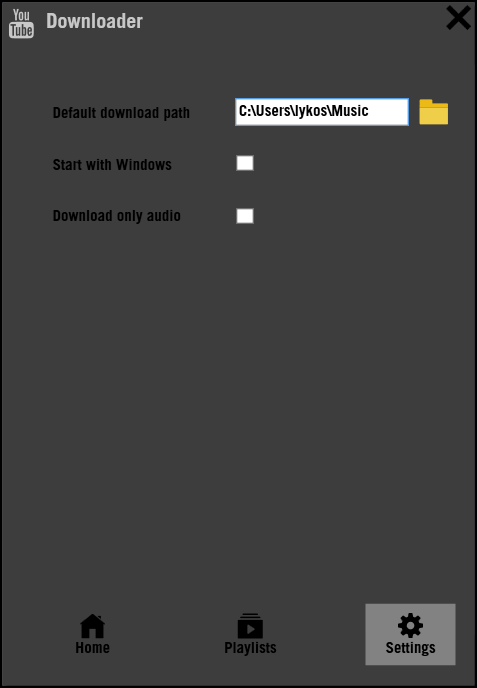 You
Tube
Downloader
Default download path
C:\Users\lykos\Music
Start with Windows
Download only audio
Home
Playlists
Settings